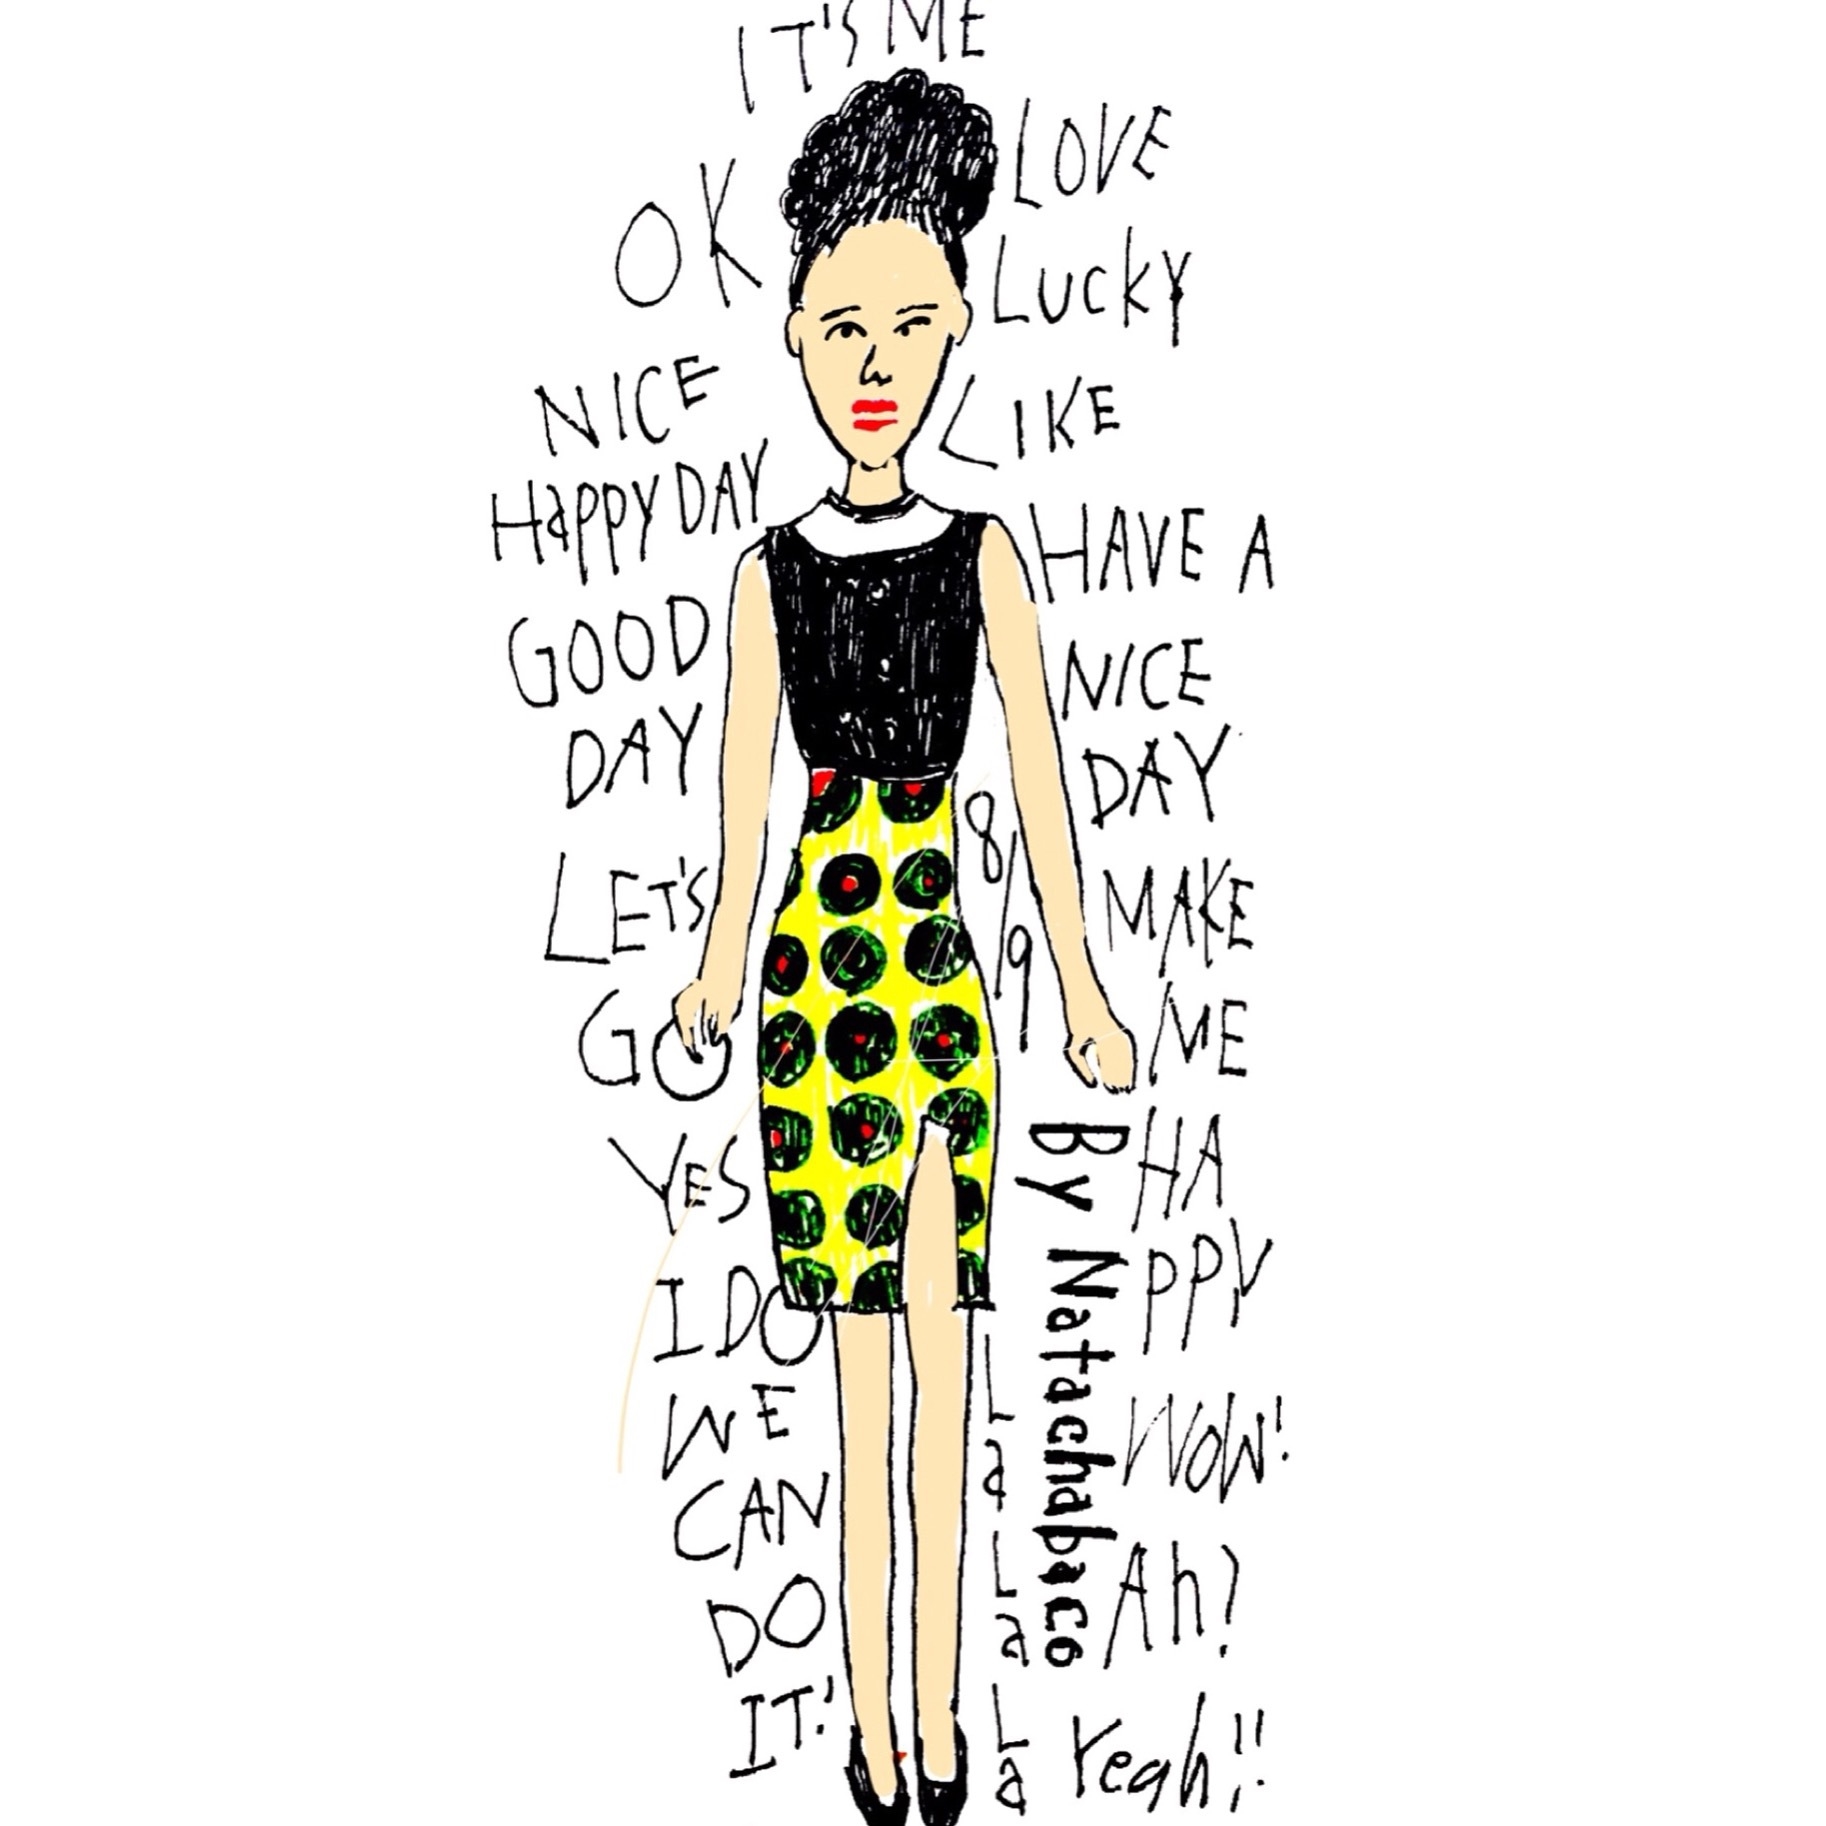 IT'S ME
OK
NICE
Happy DAY
GOOD
DAY
LET'S
GO
YES
I DO
WE
CAN
DO
IT!
LOVE
LUCKY
LIKE
HAVE A
NICE
DAY
MAKE
ME
HA
PPY
WOW!
Ah?
Yeah!!
8/9
By Natachabaco
La La La